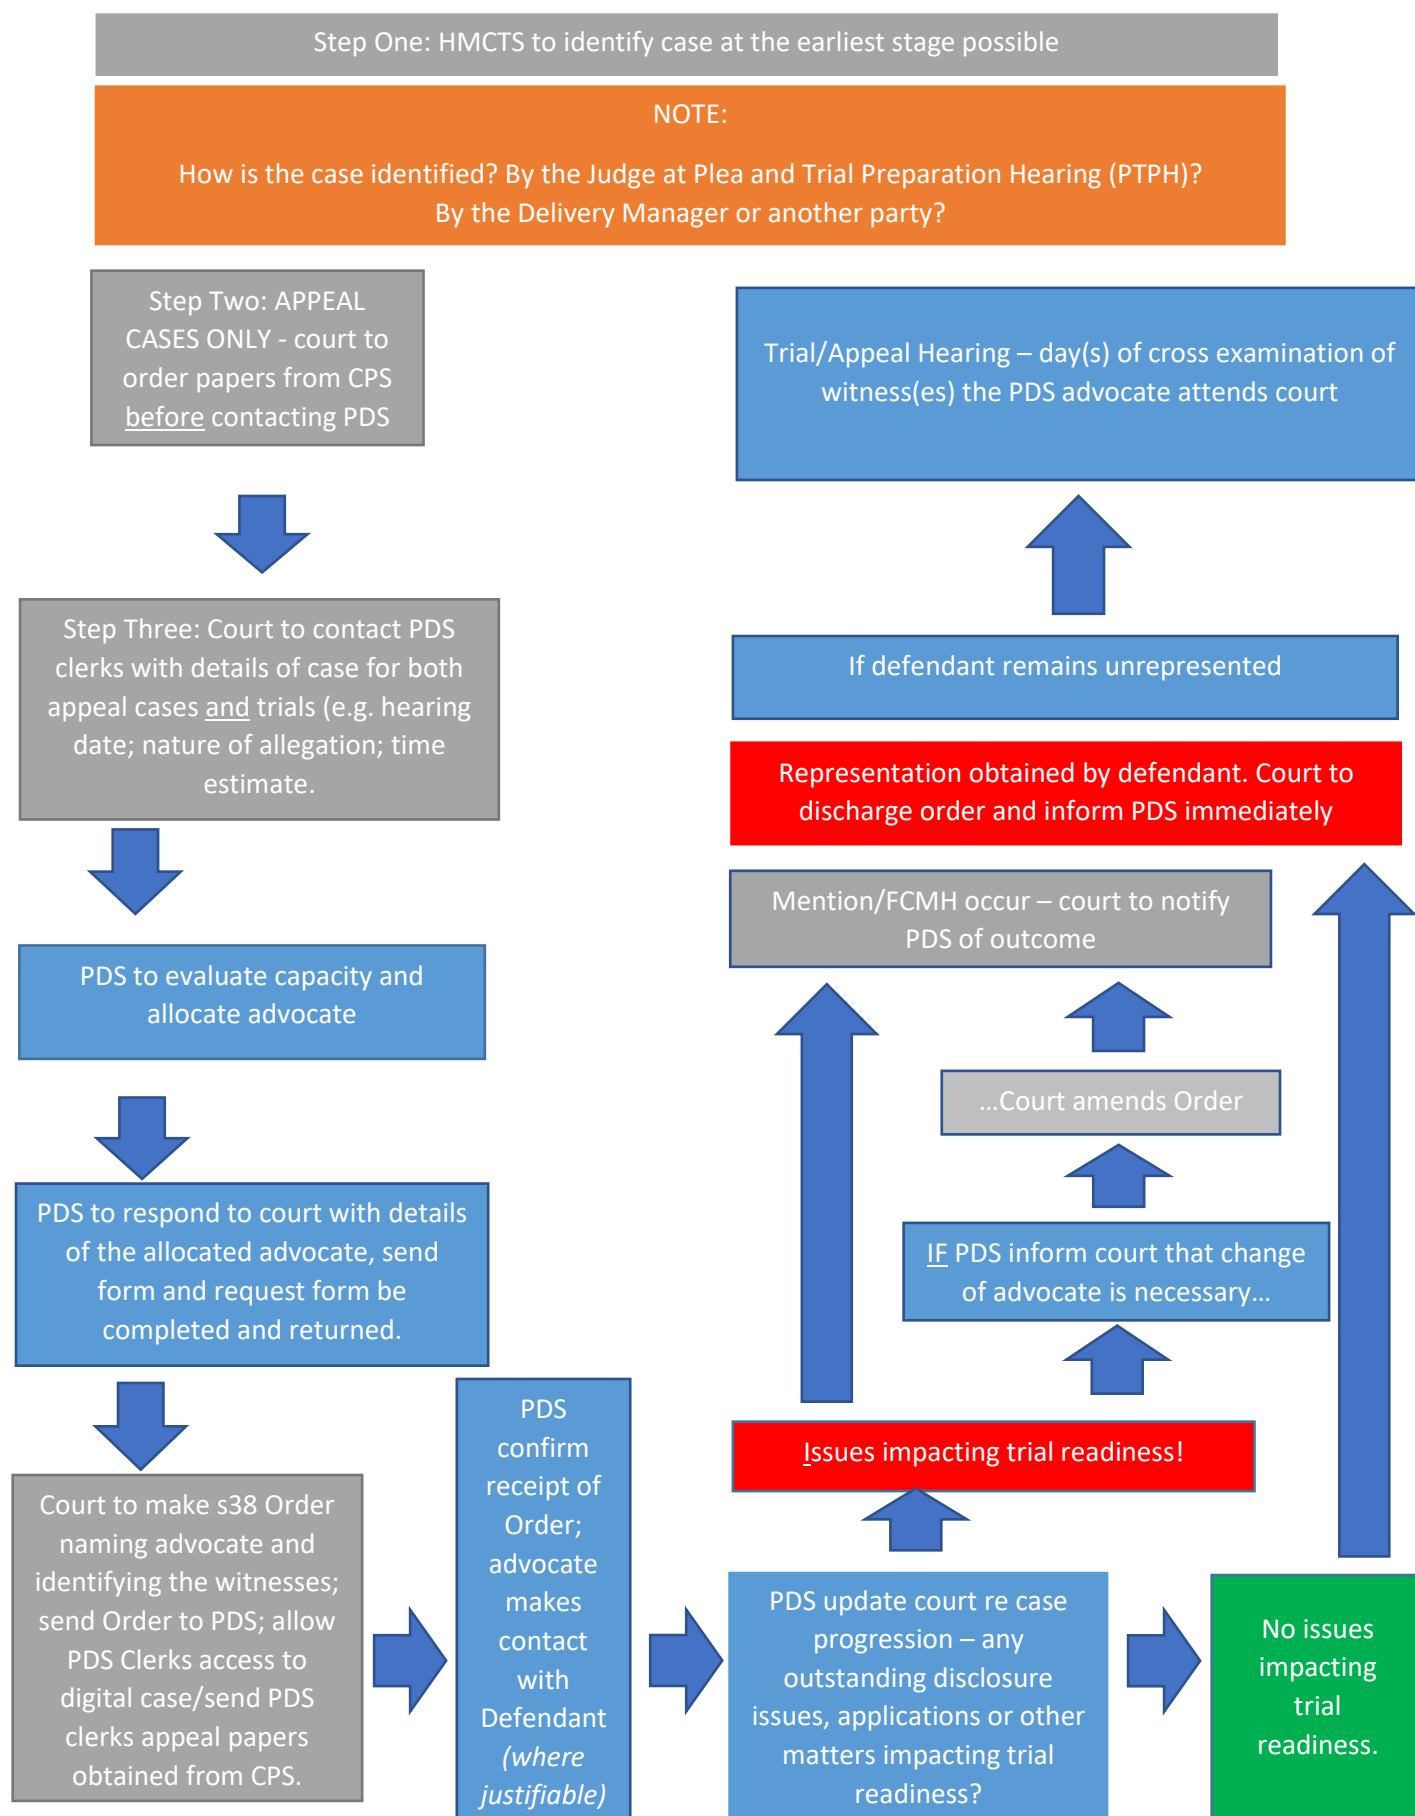 Step One: HMCTS to identify case at the earliest stage possible
NOTE:
How is the case identified? By the Judge at Plea and Trial Preparation Hearing (PTPH)?
By the Delivery Manager or another party?
Step Two: APPEAL
CASES ONLY - court to
order papers from CPS
before contacting PDS
Step Three: Court to contact PDS
clerks with details of case for both
appeal cases and trials (e.g. hearing
date; nature of allegation; time
estimate.
PDS to evaluate capacity and
allocate advocate
PDS to respond to court with details
of the allocated advocate, send
form and request form be
completed and returned.
Court to make s38 Order
naming advocate and
identifying the witnesses;
send Order to PDS; allow
PDS Clerks access to
digital case/send PDS
clerks appeal papers
obtained from CPS.
PDS
confirm
receipt of
Order;
advocate
makes
contact
with
Defendant
(where
justifiable)
PDS update court re case
progression – any
outstanding disclosure
issues, applications or other
matters impacting trial
readiness?
No issues
impacting
trial
readiness.
Issues impacting trial readiness!
IF PDS inform court that change
of advocate is necessary…
…Court amends Order
Mention/FCMH occur – court to notify
PDS of outcome
Representation obtained by defendant. Court to
discharge order and inform PDS immediately
If defendant remains unrepresented
Trial/Appeal Hearing – day(s) of cross examination of
witness(es) the PDS advocate attends court